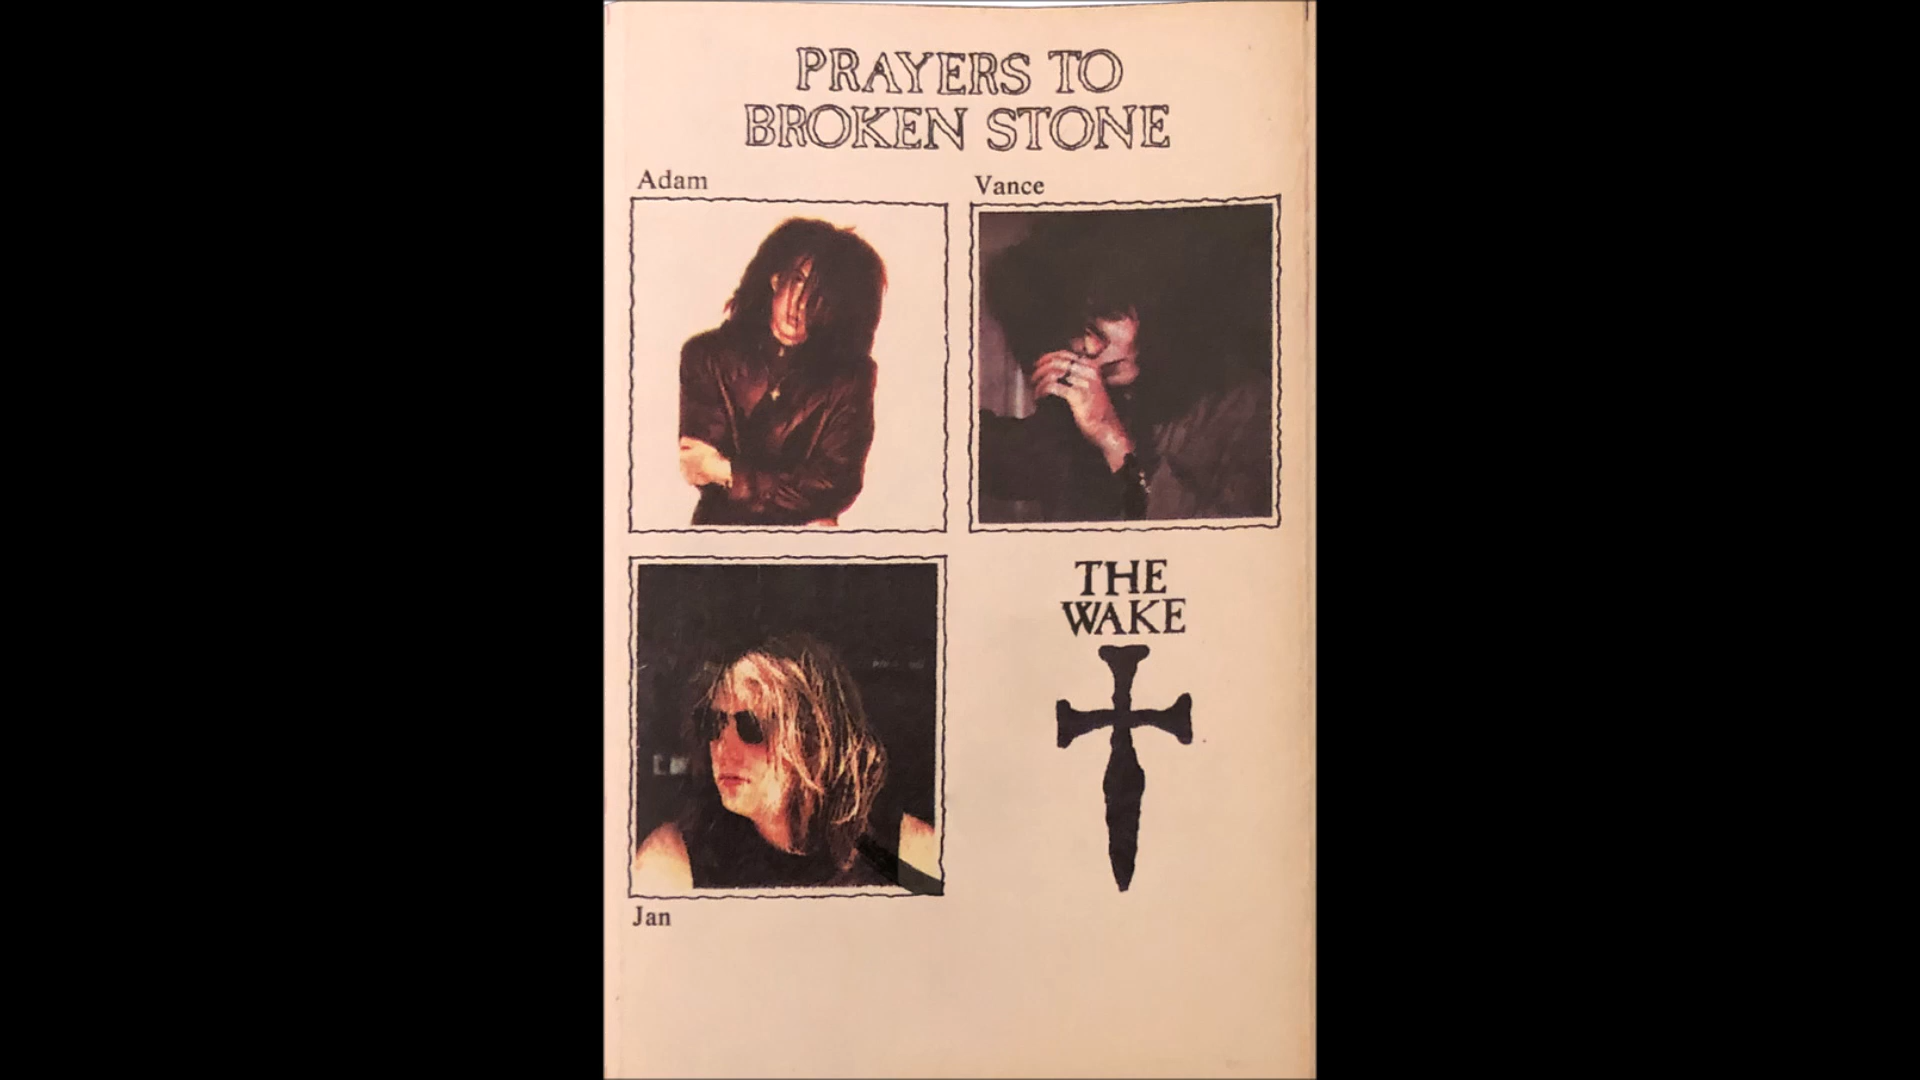 PRAYERS TO
BROKEN STONE
Adam
Vance
THE
WAKE
Jan